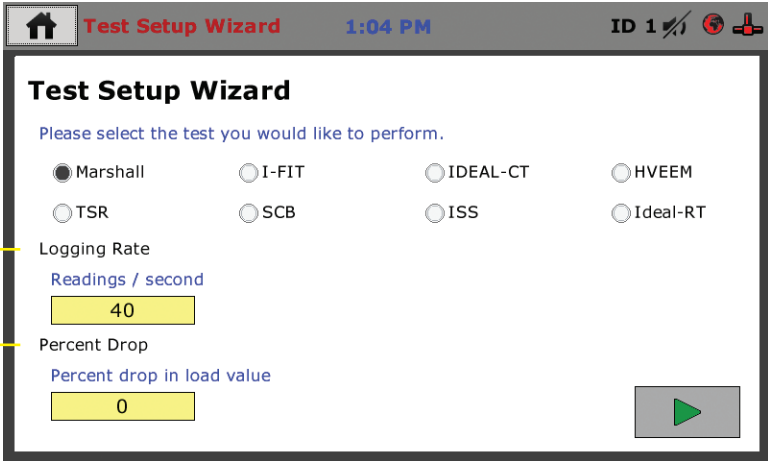 Test Setup Wizard 1:04 PM ID 1
Test Setup Wizard
Please select the test you would like to perform.
Marshall I-FIT IDEAL-CT HVEEM
TSR SCB ISS Ideal-RT
Logging Rate
Readings / second
40
Percent Drop
Percent drop in load value
0